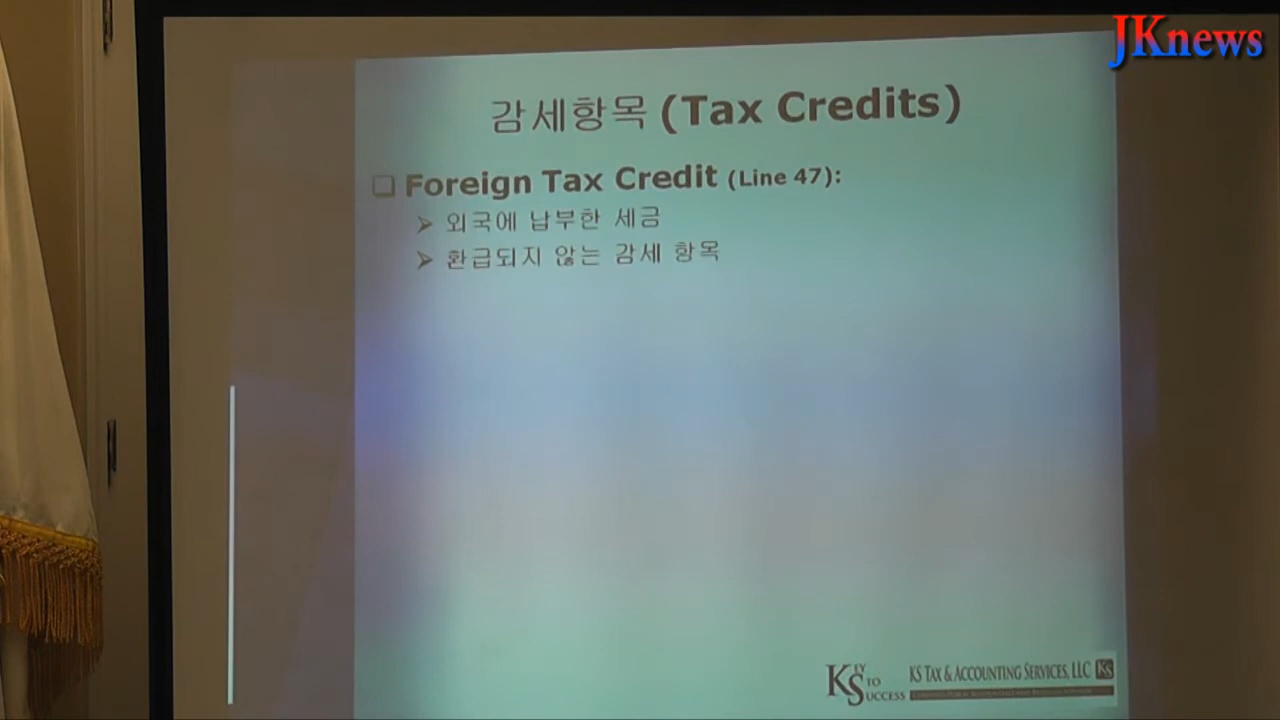 JKnews
감세항목 (Tax Credits)
❑ Foreign Tax Credit (Line 47):
➢ 외국에 납부한 세금
➢ 환급되지 않는 감세 항목
KEY TO SUCCESS
KS TAX & ACCOUNTING SERVICES, LLC KS